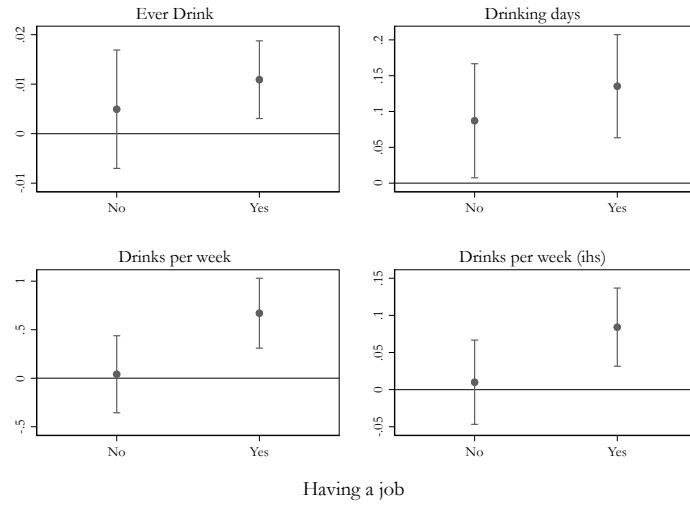 Ever Drink
.02
.01
0
-.01
No Yes
Drinking days
.2
.15
.1
.05
0
No Yes
Drinks per week
1
.5
0
-.5
No Yes
Drinks per week (ihs)
.15
.1
.05
0
-.05
No Yes
Having a job